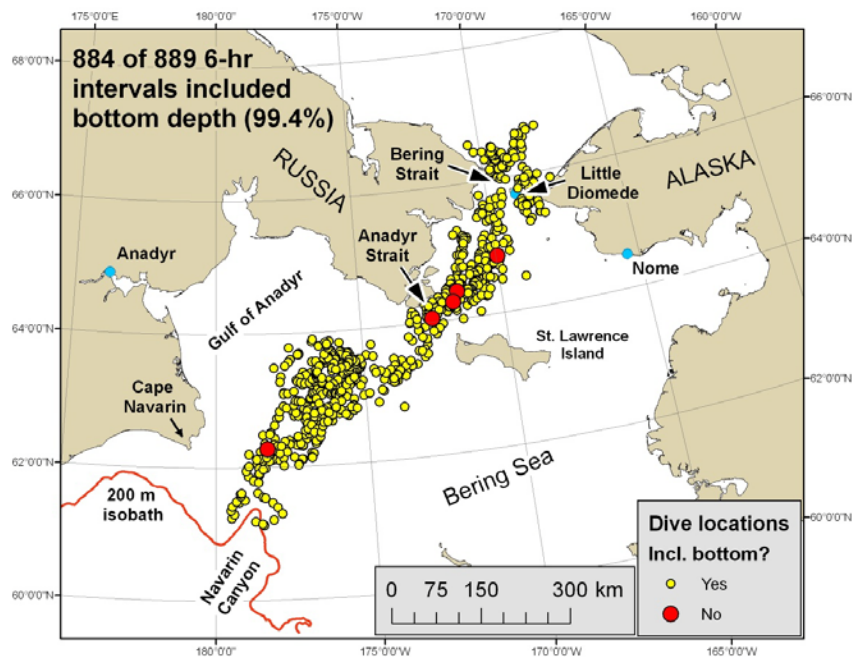 175°0'0"E
180°0'0"
175°0'0"W
170°0'0"W
165°0'0"W
160°0'0"W
68°0'0"N
884 of 889 6-hr
intervals included
bottom depth (99.4%)
66°0'0"N
RUSSIA
Bering
Strait
Little
Diomede
ALASKA
66°0'0"N
Anadyr
Anadyr
Strait
Nome
64°0'0"N
Gulf of Anadyr
64°0'0"N
St. Lawrence
Island
Cape
Navarin
62°0'0"N
62°0'0"N
Bering Sea
200 m
isobath
Navarin
Canyon
60°0'0"N
60°0'0"N
Dive locations
Incl. bottom?
Yes
No
0 75 150 300 km
180°0'0"
175°0'0"W
170°0'0"W
165°0'0"W